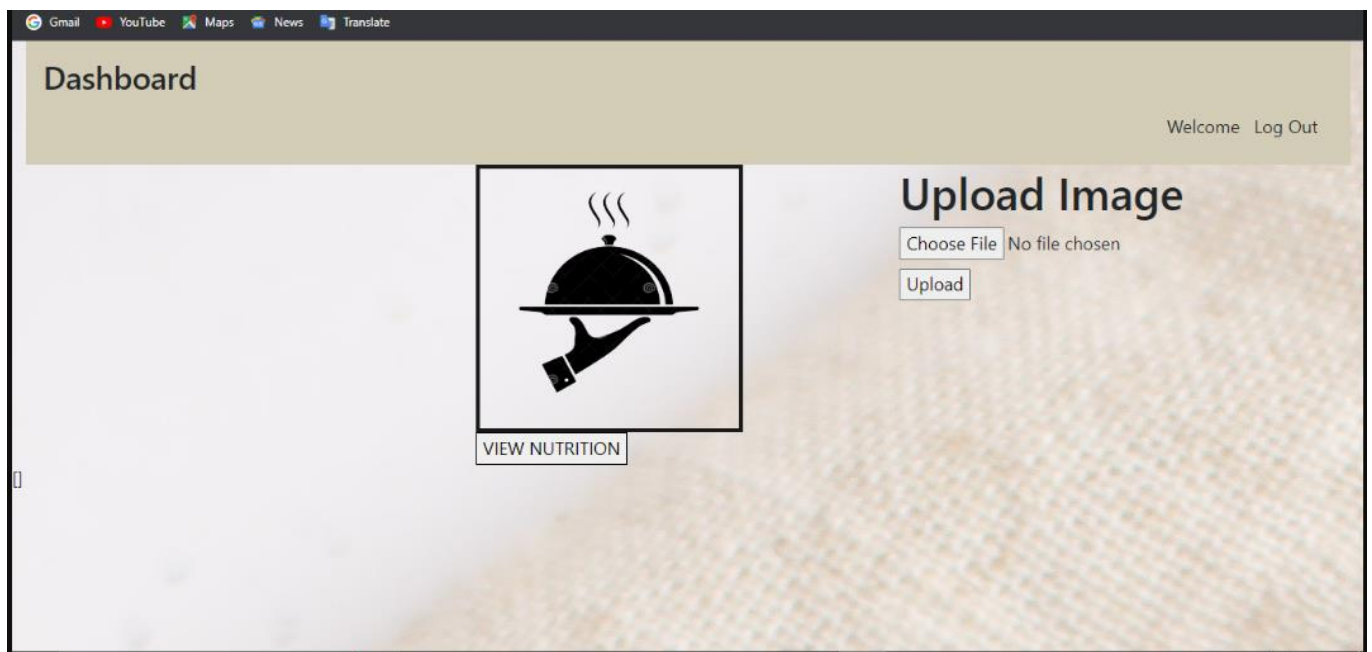 Gmail YouTube Maps News Translate
Dashboard
Welcome Log Out
Upload Image
Choose File No file chosen
Upload
VIEW NUTRITION
[]